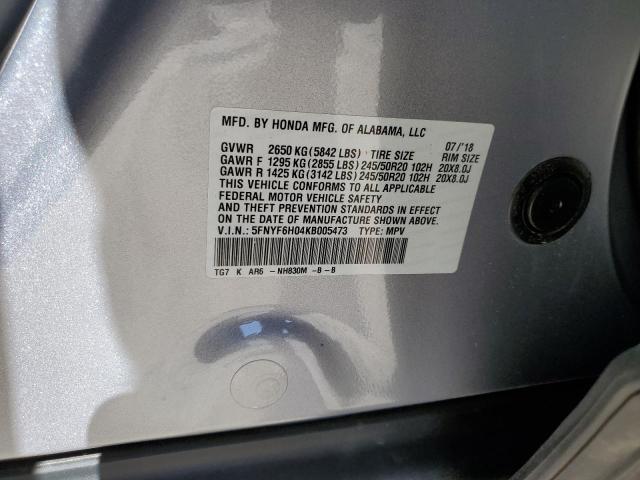 MFD. BY HONDA MFG. OF ALABAMA, LLC
07/'18
GVWR 2650 KG(5842 LBS) TIRE SIZE RIM SIZE
GAWR F 1295 KG(2855 LBS)245/50R20 102H 20X8.0J
GAWR R 1425 KG(3142 LBS)245/50R20 102H 20X8.0J
THIS VEHICLE CONFORMS TO ALL APPLICABLE
FEDERAL MOTOR VEHICLE SAFETY
AND THEFT PREVENTION STANDARDS IN EFFECT
ON THE DATE OF MANUFACTURE SHOWN ABOVE.
V.I.N.: 5FNYF6H04KB005473 TYPE: MPV
TG7 K AR6 -NH830M -B -B